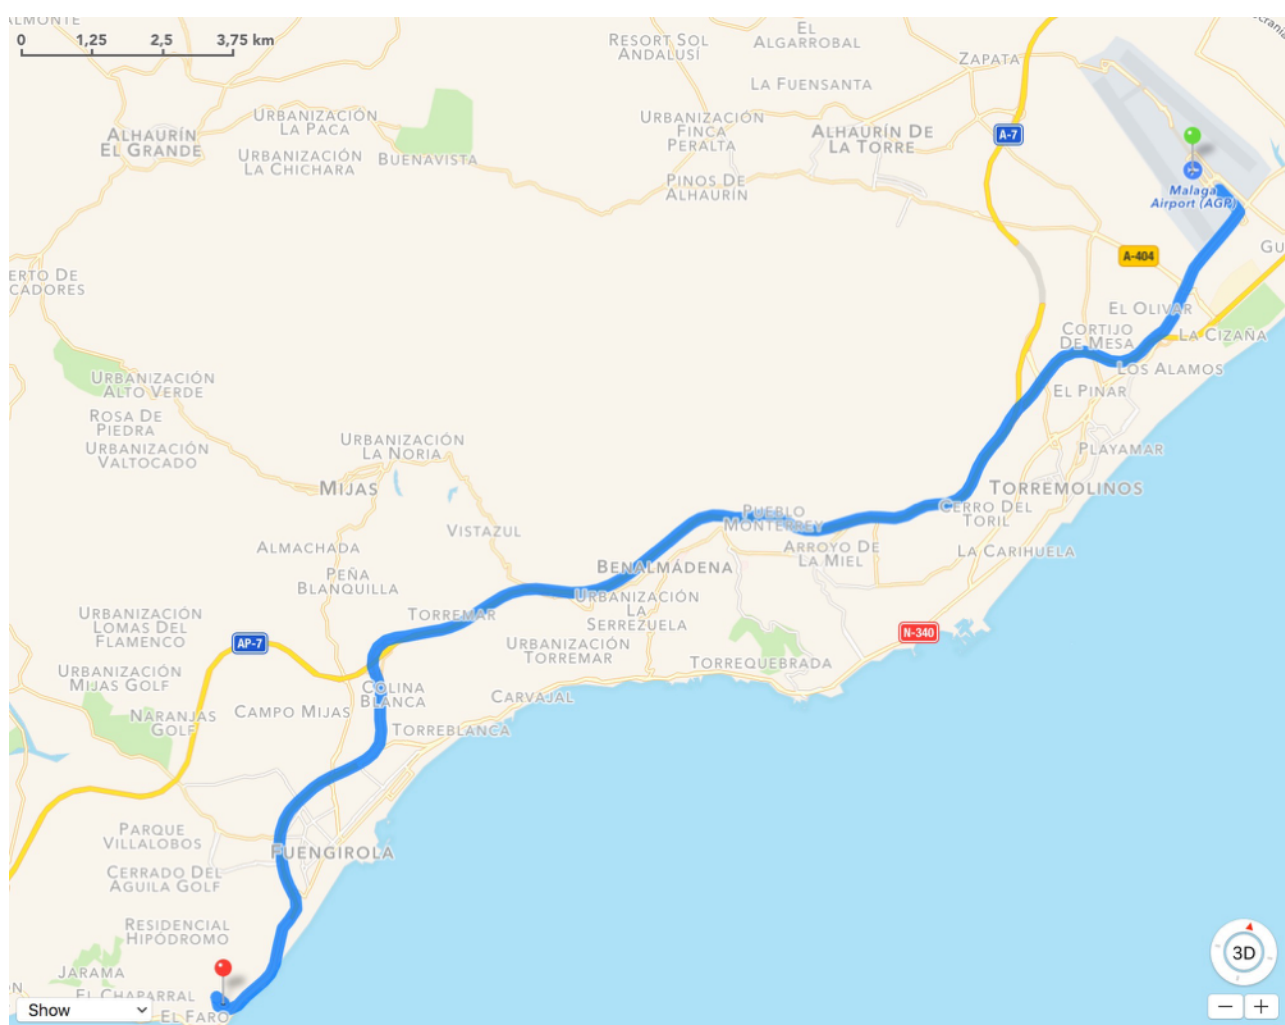 ALMONTE
0 1,25 2,5 3,75 km
RESORT SOL
ANDALUSÍ
EL
ALGARROBAL
ZAPATA
LA FUENSANTA
URBANIZACIÓN
LA PACA
ALHAURÍN
EL GRANDE
URBANIZACIÓN
LA CHICHARA
BUENAVISTA
URBANIZACIÓN
FINCA
PERALTA
ALHAURÍN DE
LA TORRE
A-7
PINOS DE
ALHAURÍN
Malaga
Airport (AGP)
A-404
GU
ERTO DE
CADORES
EL OLIVAR
CORTIJO
DE MESA
LA CIZAÑA
LOS ALAMOS
EL PINAR
URBANIZACIÓN
ALTO VERDE
ROSA DE
PIEDRA
URBANIZACIÓN
VALTOCADO
URBANIZACIÓN
LA NORIA
PLAYAMAR
MIJAS
TORREMOLINOS
CERRO DEL
TORIL
PUEBLO
MONTERREY
VISTAZUL
ALMACHADA
ARROYO DE
LA MIEL
LA CARIHUELA
BENALMÁDENA
PEÑA
BLANQUILLA
URBANIZACIÓN
LA
SERREZUELA
TORREMAR
URBANIZACIÓN
LOMAS DEL
FLAMENCO
AP-7
N-340
URBANIZACIÓN
TORREMAR
TORREQUEBRADA
URBANIZACIÓN
MIJAS GOLF
COLINA
BLANCA
CARVAJAL
NARANJAS
GOLF
CAMPO MIJAS
TORREBLANCA
PARQUE
VILLALOBOS
FUENGIROLA
CERRADO DEL
AGUILA GOLF
RESIDENCIAL
HIPÓDROMO
JARAMA
ON
EL CHAPARRAL
Show
EL FARO
3D
− +